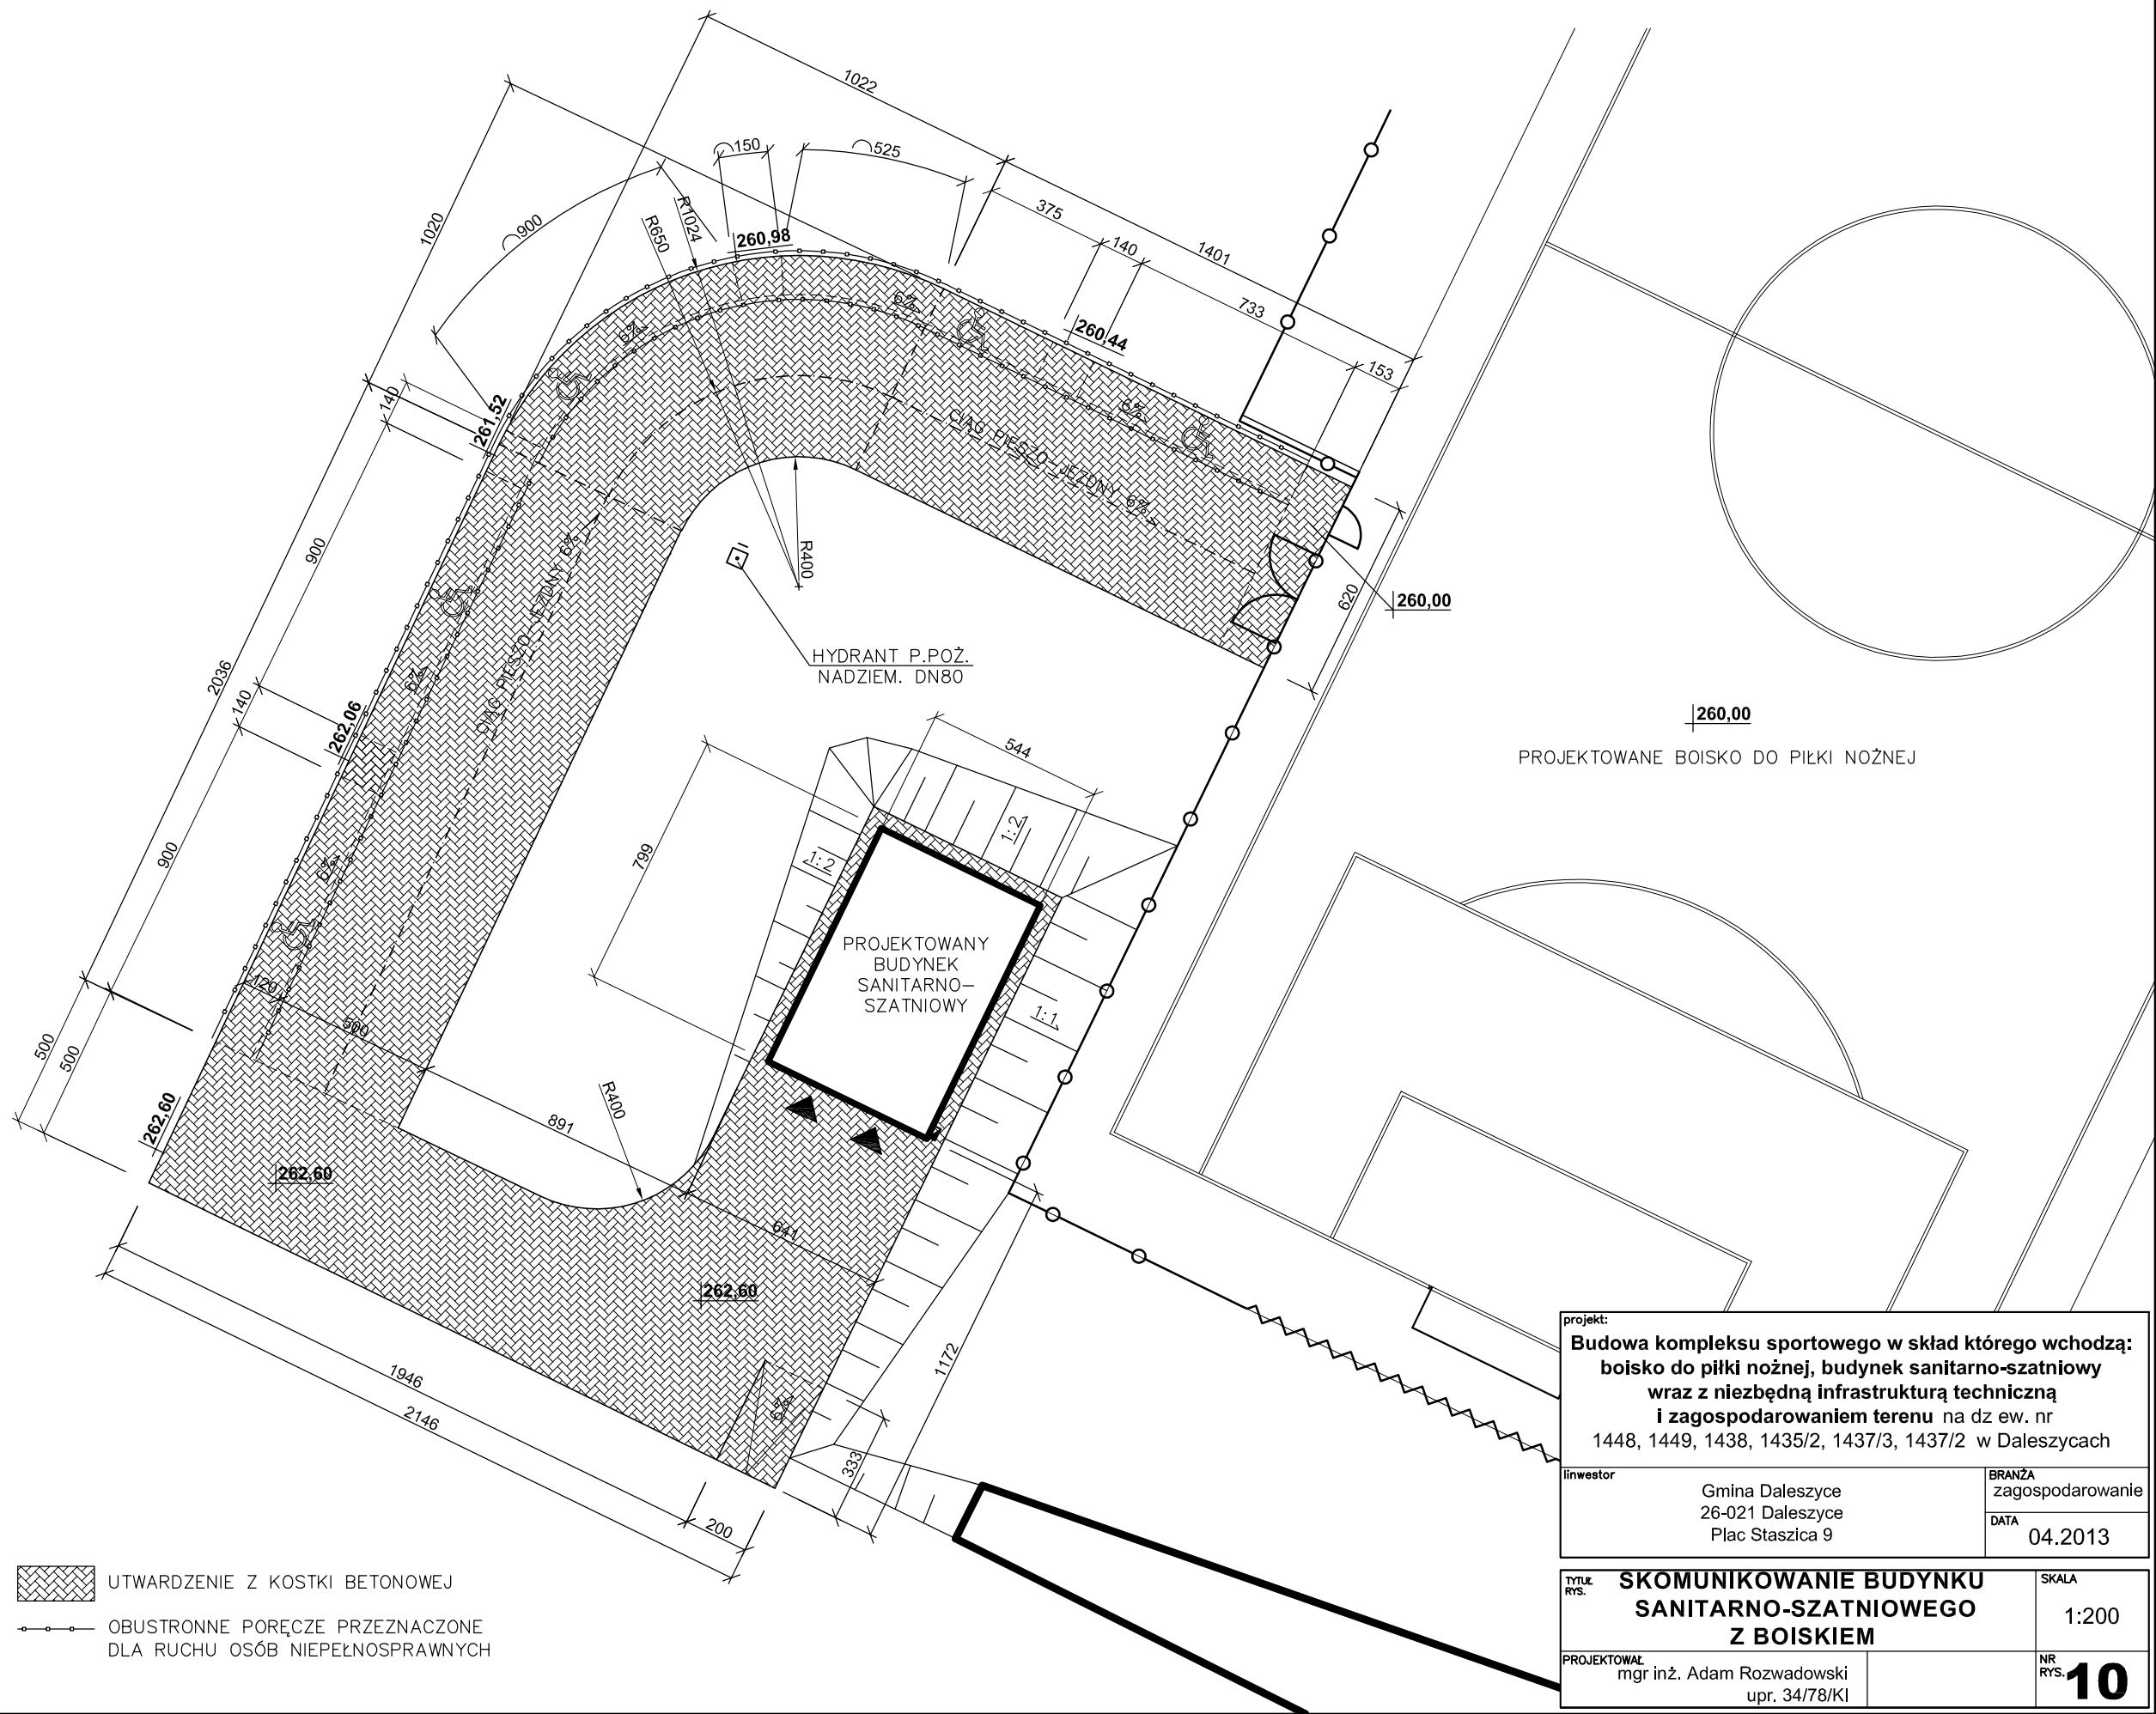 1022
150
525
375
1020
900
R1024
R650
260,98
140
1401
733
6%
260,44
153
6%
140
261,52
6%
CIĄG PIESZO-JEZDNY 6%
R400
900
CIĄG PIESZO-JEZDNY 6%
620
260,00
HYDRANT P.POŻ.
NADZIEM. DN80
2036
140
6%
262,06
544
260,00
PROJEKTOWANE BOISKO DO PIŁKI NOŻNEJ
1:2
1:2
799
900
6%
PROJEKTOWANY
BUDYNEK
SANITARNO-
SZATNIOWY
120
500
1:1
500
500
R400
891
262,60
262,60
641
262,60
1172
1946
2146
6%
333
200
UTWARDZENIE Z KOSTKI BETONOWEJ
OBUSTRONNE PORĘCZE PRZEZNACZONE
DLA RUCHU OSÓB NIEPEŁNOSPRAWNYCH
projekt:
Budowa kompleksu sportowego w skład którego wchodzą:
boisko do piłki nożnej, budynek sanitarno-szatniowy
wraz z niezbędną infrastrukturą techniczną
i zagospodarowaniem terenu na dz ew. nr
1448, 1449, 1438, 1435/2, 1437/3, 1437/2 w Daleszycach
Iinwestor
Gmina Daleszyce
26-021 Daleszyce
Plac Staszica 9
BRANŻA
zagospodarowanie
DATA
04.2013
TYTUŁ
RYS.
SKOMUNIKOWANIE BUDYNKU
SANITARNO-SZATNIOWEGO
Z BOISKIEM
SKALA
1:200
PROJEKTOWAŁ
mgr inż. Adam Rozwadowski
upr. 34/78/KI
NR
RYS.
10